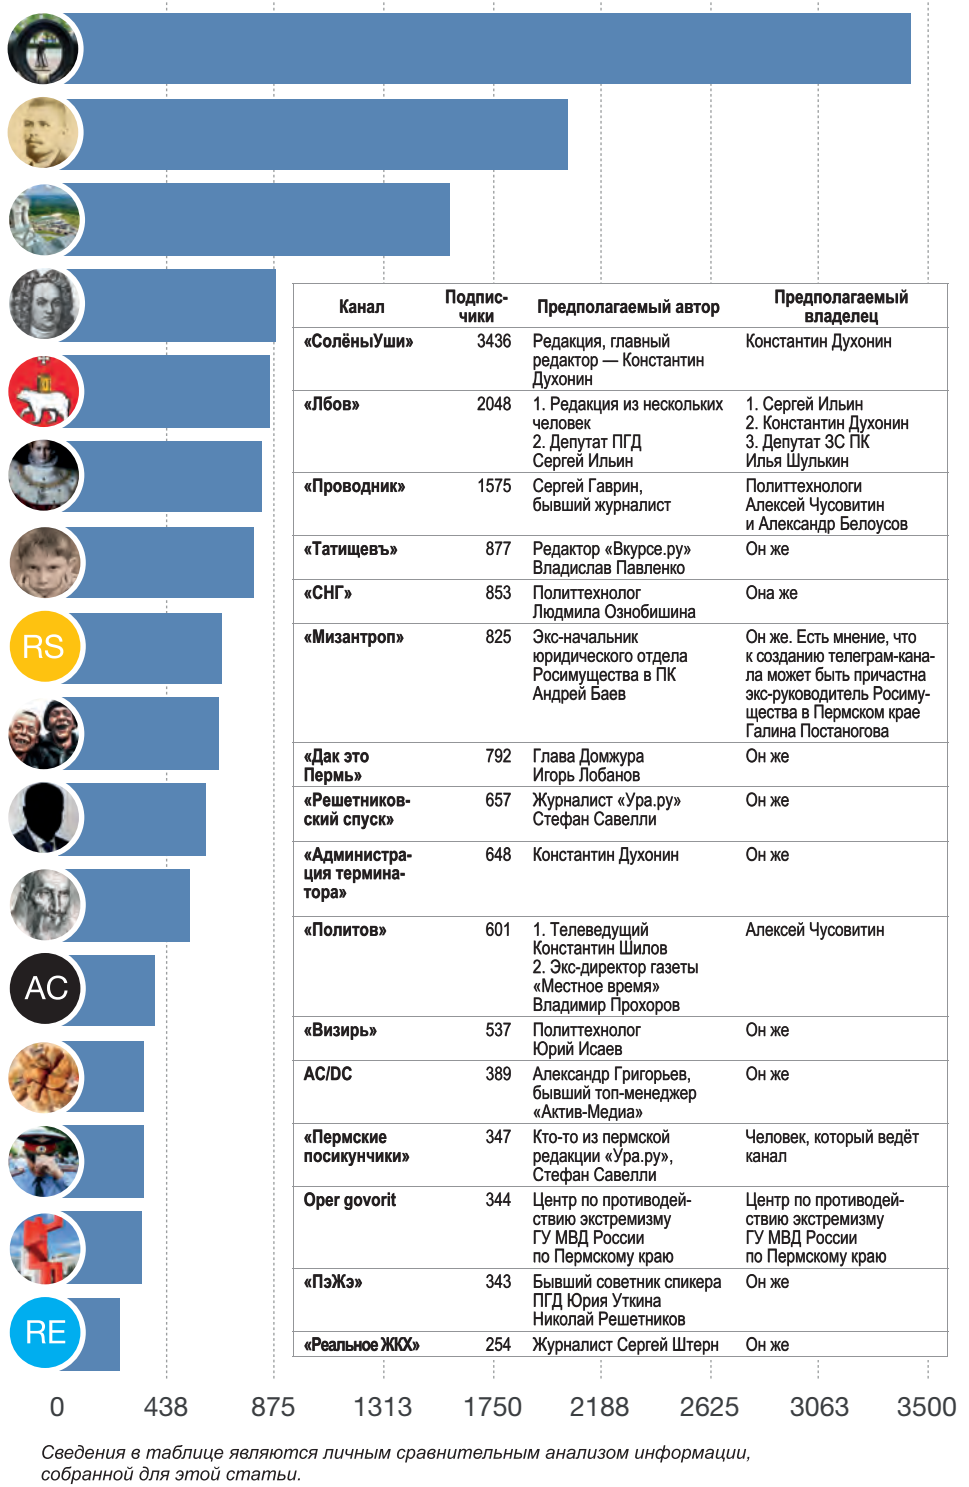 Канал
Подпис-
чики
Предполагаемый автор
Предполагаемый
владелец
«СолёныУши»
3436
Редакция, главный
редактор — Константин
Духонин
Константин Духонин
«Лбов»
2048
1. Редакция из нескольких
человек
2. Депутат ПГД
Сергей Ильин
1. Сергей Ильин
2. Константин Духонин
3. Депутат ЗС ПК
Илья Шулькин
«Проводник»
1575
Сергей Гаврин,
бывший журналист
Политтехнологи
Алексей Чусовитин
и Александр Белоусов
«Татищевъ»
877
Редактор «Вкурсе.ру»
Владислав Павленко
Он же
«СНГ»
853
Политтехнолог
Людмила Ознобишина
Она же
«Мизантроп»
825
Экс-начальник
юридического отдела
Росимущества в ПК
Андрей Баев
Он же. Есть мнение, что
к созданию телеграм-кана-
ла может быть причастна
экс-руководитель Росиму-
щества в Пермском крае
Галина Постаногова
«Дак это
Пермь»
792
Глава Домжура
Игорь Лобанов
Он же
«Решетников-
ский спуск»
657
Журналист «Ура.ру»
Стефан Савелли
Он же
«Администра-
ция термина-
тора»
648
Константин Духонин
Он же
«Политов»
601
1. Телеведущий
Константин Шилов
2. Экс-директор газеты
«Местное время»
Владимир Прохоров
Алексей Чусовитин
«Визирь»
537
Политтехнолог
Юрий Исаев
Он же
AC/DC
389
Александр Григорьев,
бывший топ-менеджер
«Актив-Медиа»
Он же
«Пермские
посикунчики»
347
Кто-то из пермской
редакции «Ура.ру»,
Стефан Савелли
Человек, который ведёт
канал
Oper govorit
344
Центр по противодей-
ствию экстремизму
ГУ МВД России
по Пермскому краю
Центр по противодей-
ствию экстремизму
ГУ МВД России
по Пермскому краю
«ПэЖэ»
343
Бывший советник спикера
ПГД Юрия Уткина
Николай Решетников
Он же
«Реальное ЖКХ»
254
Журналист Сергей Штерн
Он же
RS
AC
RE
0 438 875 1313 1750 2188 2625 3063 3500
Сведения в таблице являются личным сравнительным анализом информации,
собранной для этой статьи.